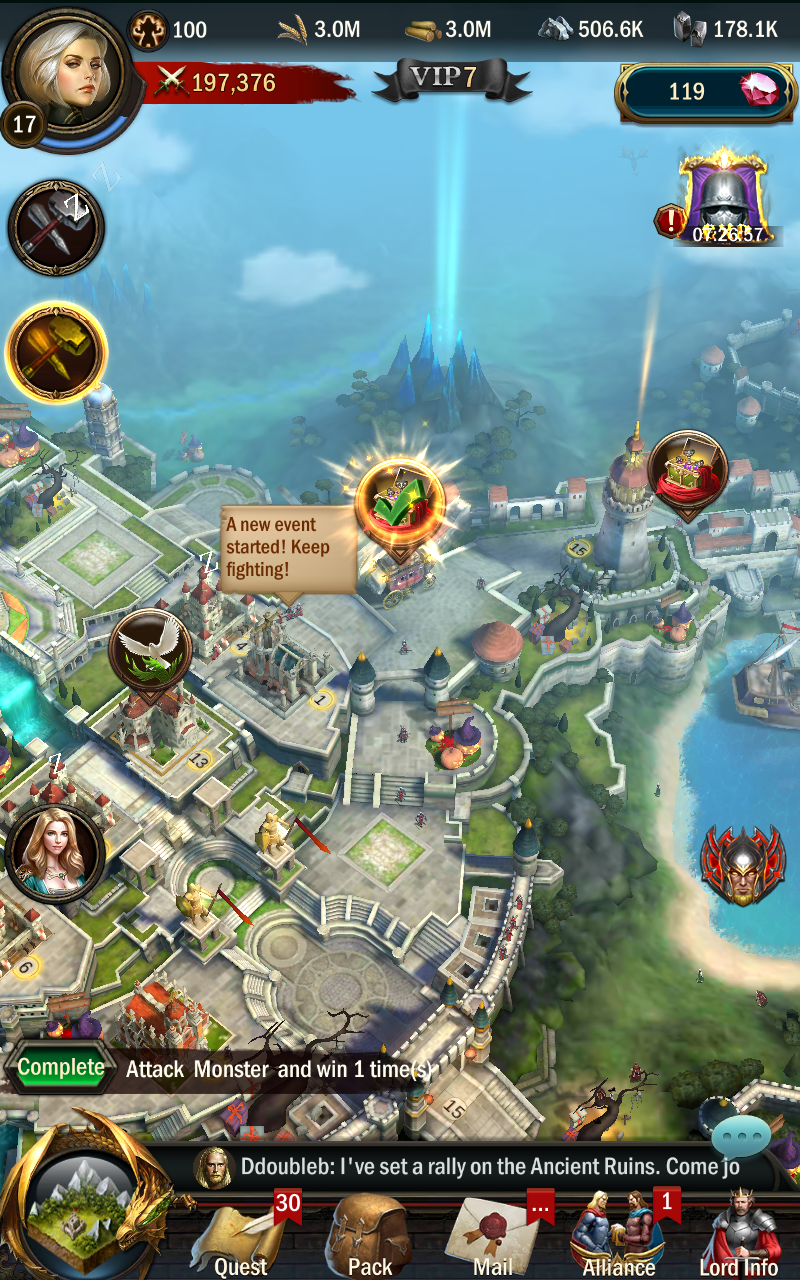 100
3.0M
3.0M
506.6K
178.1K
197,376
VIP7
119
17
07:26:57
A new event
started! Keep
fighting!
15
4
1
13
6
Complete
Attack Monster and win 1 time(s)
15
Ddoubleb: I've set a rally on the Ancient Ruins. Come jo
30
...
1
Quest
Pack
Mail
Alliance
Lord Info